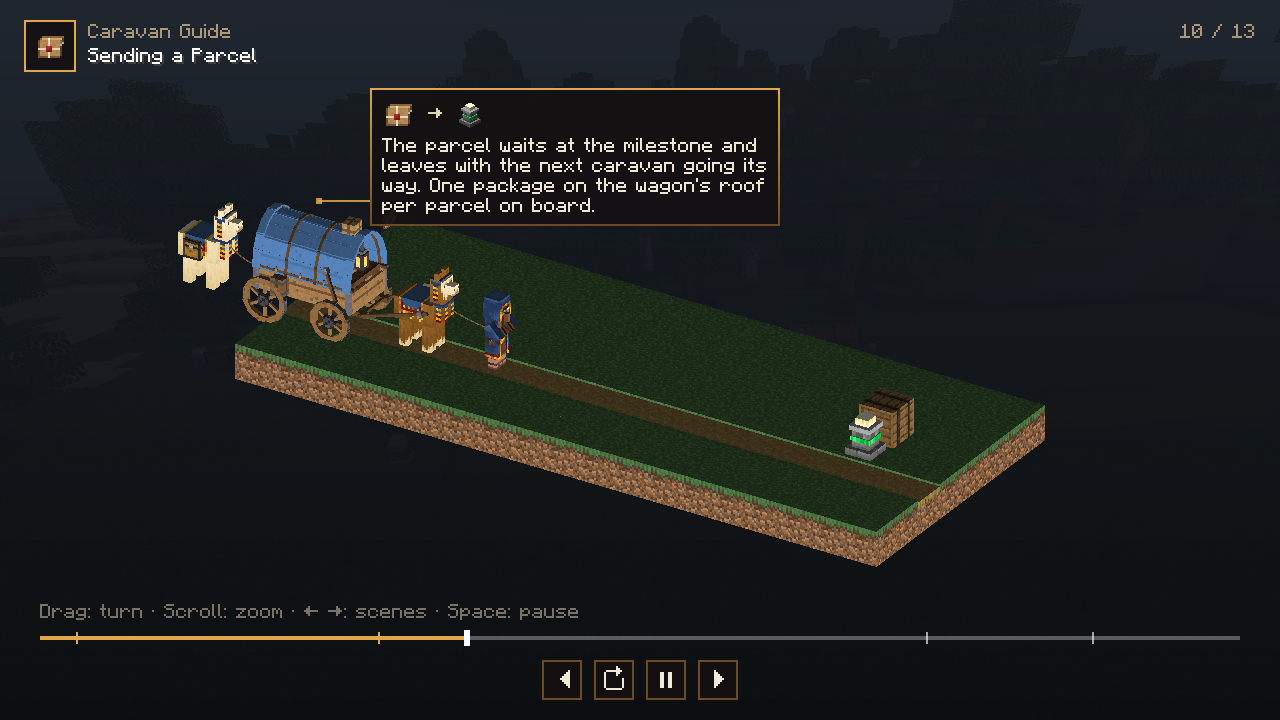 Caravan Guide
Sending a Parcel
10 / 13
The parcel waits at the milestone and
leaves with the next caravan going its
way. One package on the wagon's roof
per parcel on board.
Drag: turn · Scroll: zoom · ← →: scenes · Space: pause